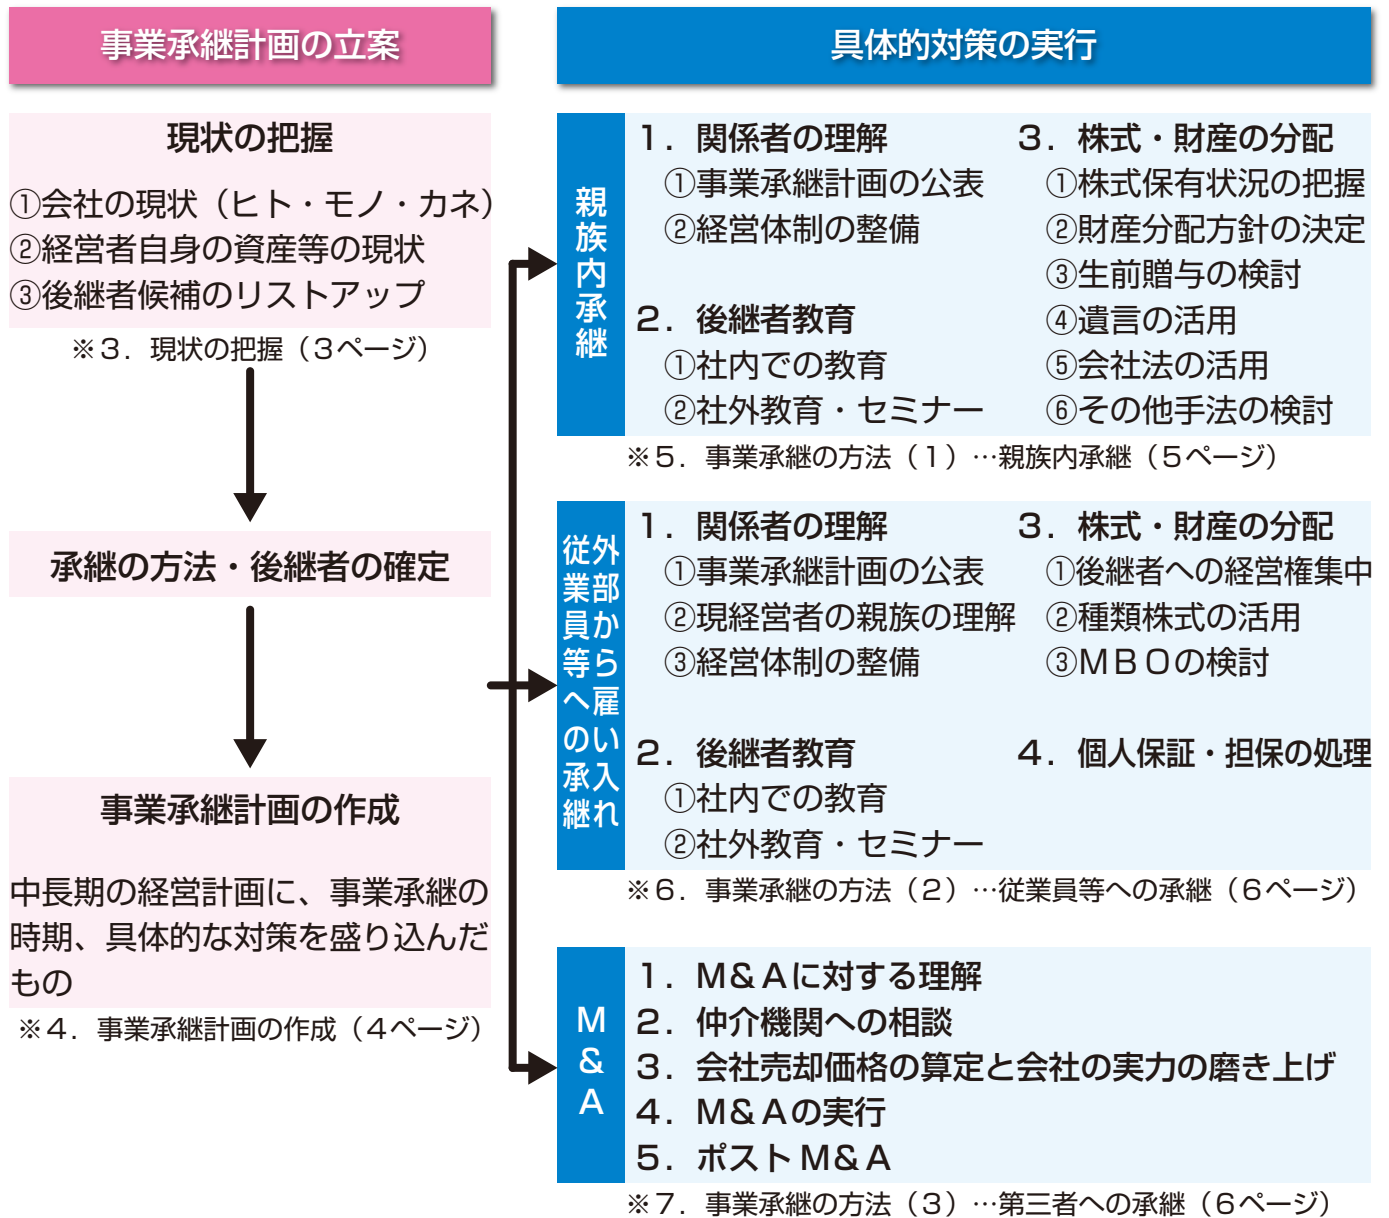 事業承継計画の立案
現状の把握
①会社の現状（ヒト・モノ・カネ）
②経営者自身の資産等の現状
③後継者候補のリストアップ
※３．現状の把握（３ページ）
承継の方法・後継者の確定
事業承継計画の作成
中長期の経営計画に、事業承継の
時期、具体的な対策を盛り込んだ
もの
※４．事業承継計画の作成（４ページ）
具体的対策の実行
親族内承継
１．関係者の理解
①事業承継計画の公表
②経営体制の整備
２．後継者教育
①社内での教育
②社外教育・セミナー
３．株式・財産の分配
①株式保有状況の把握
②財産分配方針の決定
③生前贈与の検討
④遺言の活用
⑤会社法の活用
⑥その他手法の検討
※５．事業承継の方法（１）…親族内承継（５ページ）
従業員等への承継
外部から雇い入れ
１．関係者の理解
①事業承継計画の公表
②現経営者の親族の理解
③経営体制の整備
２．後継者教育
①社内での教育
②社外教育・セミナー
３．株式・財産の分配
①後継者への経営権集中
②種類株式の活用
③ＭＢＯの検討
４．個人保証・担保の処理
※６．事業承継の方法（２）…従業員等への承継（６ページ）
Ｍ＆Ａ
１．Ｍ＆Ａに対する理解
２．仲介機関への相談
３．会社売却価格の算定と会社の実力の磨き上げ
４．Ｍ＆Ａの実行
５．ポストＭ＆Ａ
※７．事業承継の方法（３）…第三者への承継（６ページ）